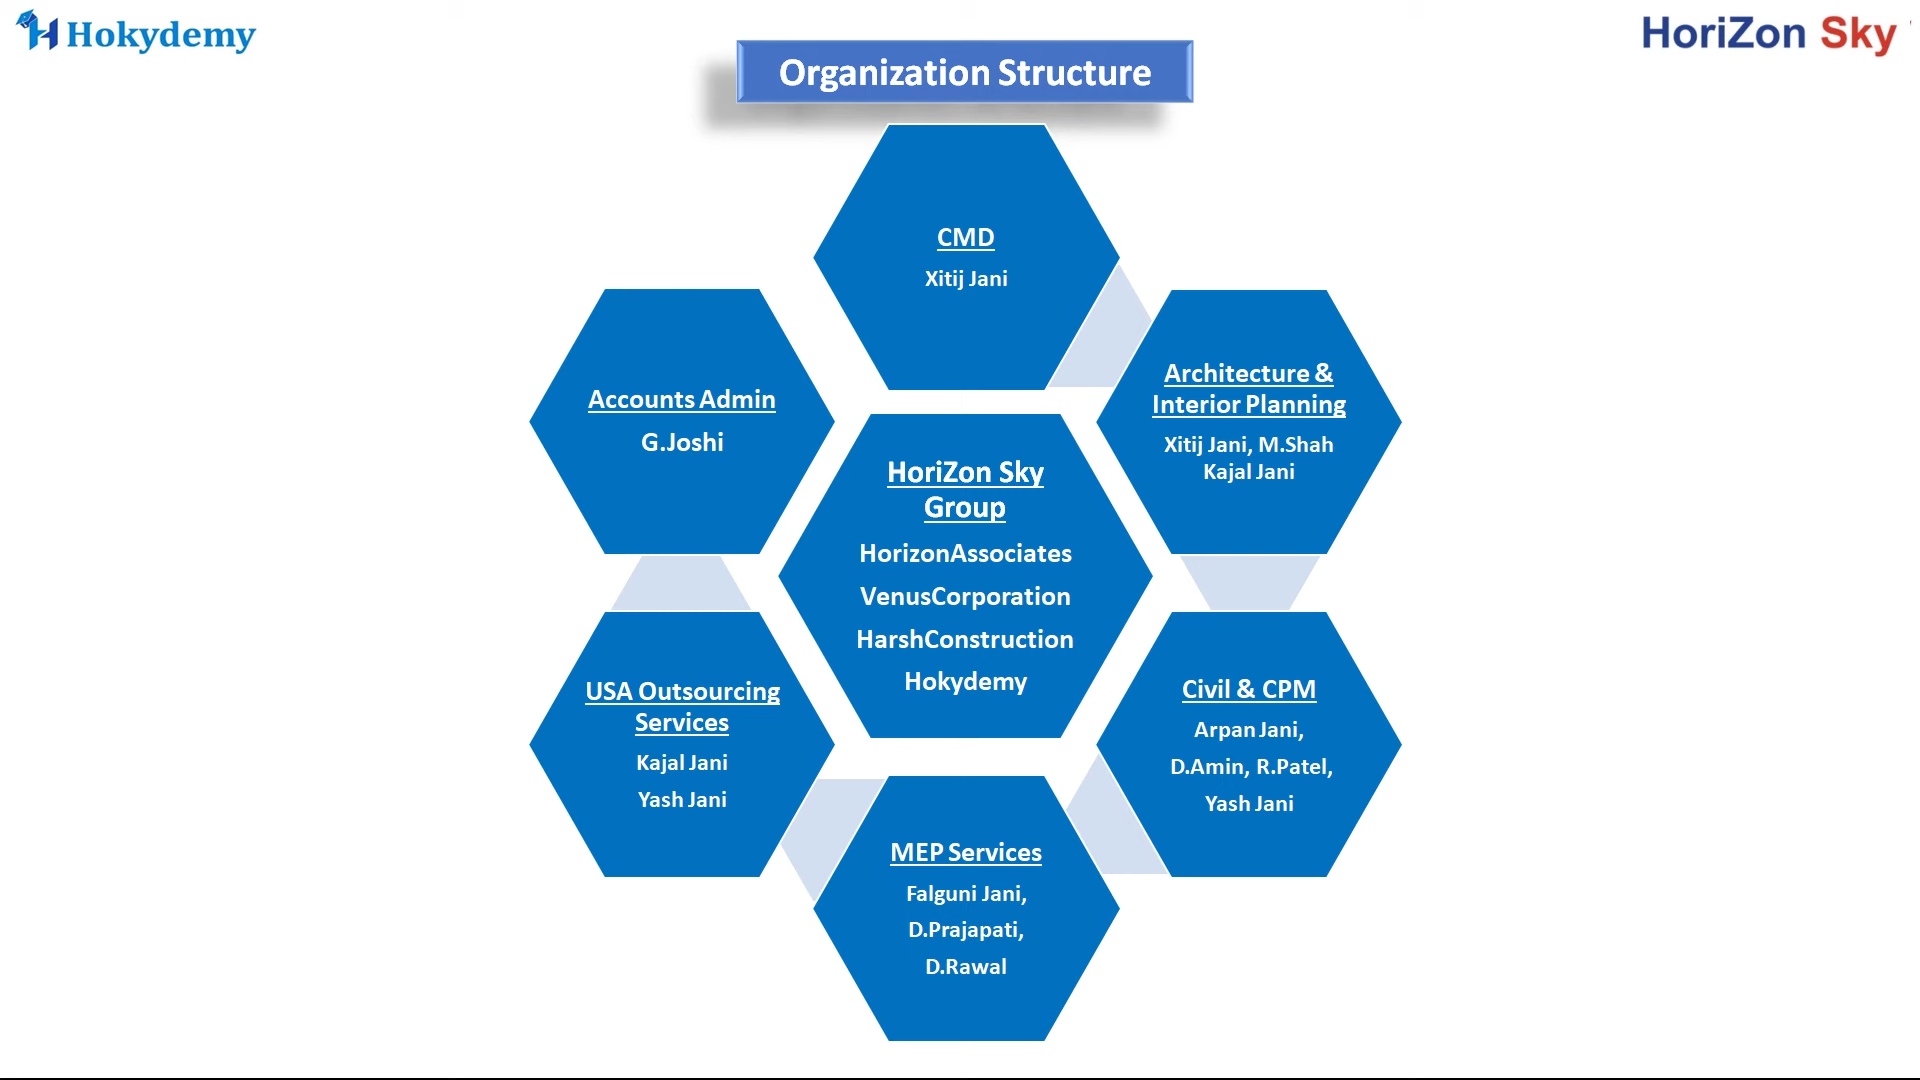 Hokydemy
HoriZon Sky
Organization Structure
CMD
Xitij Jani
Accounts Admin
G.Joshi
Architecture &
Interior Planning
Xitij Jani, M.Shah
Kajal Jani
HoriZon Sky
Group
HorizonAssociates
VenusCorporation
HarshConstruction
Hokydemy
USA Outsourcing
Services
Kajal Jani
Yash Jani
Civil & CPM
Arpan Jani,
D.Amin, R.Patel,
Yash Jani
MEP Services
Falguni Jani,
D.Prajapati,
D.Rawal